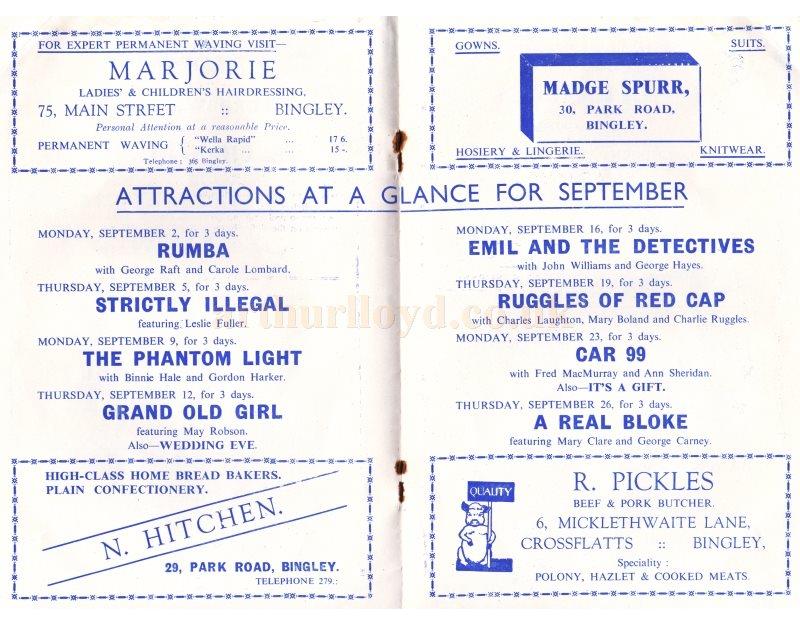 FOR EXPERT PERMANENT WAVING VISIT—
MARJORIE
LADIES' & CHILDREN'S HAIRDRESSING,
75, MAIN STREET :: BINGLEY.
Personal Attention at a reasonable Price.
PERMANENT WAVING { "Wella Rapid" ... 17 6.
"Kerka ... ... 15 -.
Telephone : 366 Bingley.
GOWNS. SUITS.
MADGE SPURR,
30, PARK ROAD,
BINGLEY.
HOSIERY & LINGERIE. KNITWEAR.
ATTRACTIONS AT A GLANCE FOR SEPTEMBER
MONDAY, SEPTEMBER 2, for 3 days.
RUMBA
with George Raft and Carole Lombard.
THURSDAY, SEPTEMBER 5, for 3 days.
STRICTLY ILLEGAL
featuring Leslie Fuller.
MONDAY, SEPTEMBER 9, for 3 days.
THE PHANTOM LIGHT
with Binnie Hale and Gordon Harker.
THURSDAY, SEPTEMBER 12, for 3 days.
GRAND OLD GIRL
featuring May Robson.
Also—WEDDING EVE.
MONDAY, SEPTEMBER 16, for 3 days.
EMIL AND THE DETECTIVES
with John Williams and George Hayes.
THURSDAY, SEPTEMBER 19, for 3 days.
RUGGLES OF RED CAP
with Charles Laughton, Mary Boland and Charlie Ruggles.
MONDAY, SEPTEMBER 23, for 3 days.
CAR 99
with Fred MacMurray and Ann Sheridan.
Also—IT'S A GIFT.
THURSDAY, SEPTEMBER 26, for 3 days.
A REAL BLOKE
featuring Mary Clare and George Carney.
arthurlloyd.co.uk
HIGH-CLASS HOME BREAD BAKERS.
PLAIN CONFECTIONERY.
N. HITCHEN.
29, PARK ROAD, BINGLEY.
TELEPHONE 279.:
QUALITY
R. PICKLES
BEEF & PORK BUTCHER.
6, MICKLETHWAITE LANE,
CROSSFLATTS :: BINGLEY,
Speciality :
POLONY, HAZLET & COOKED MEATS.